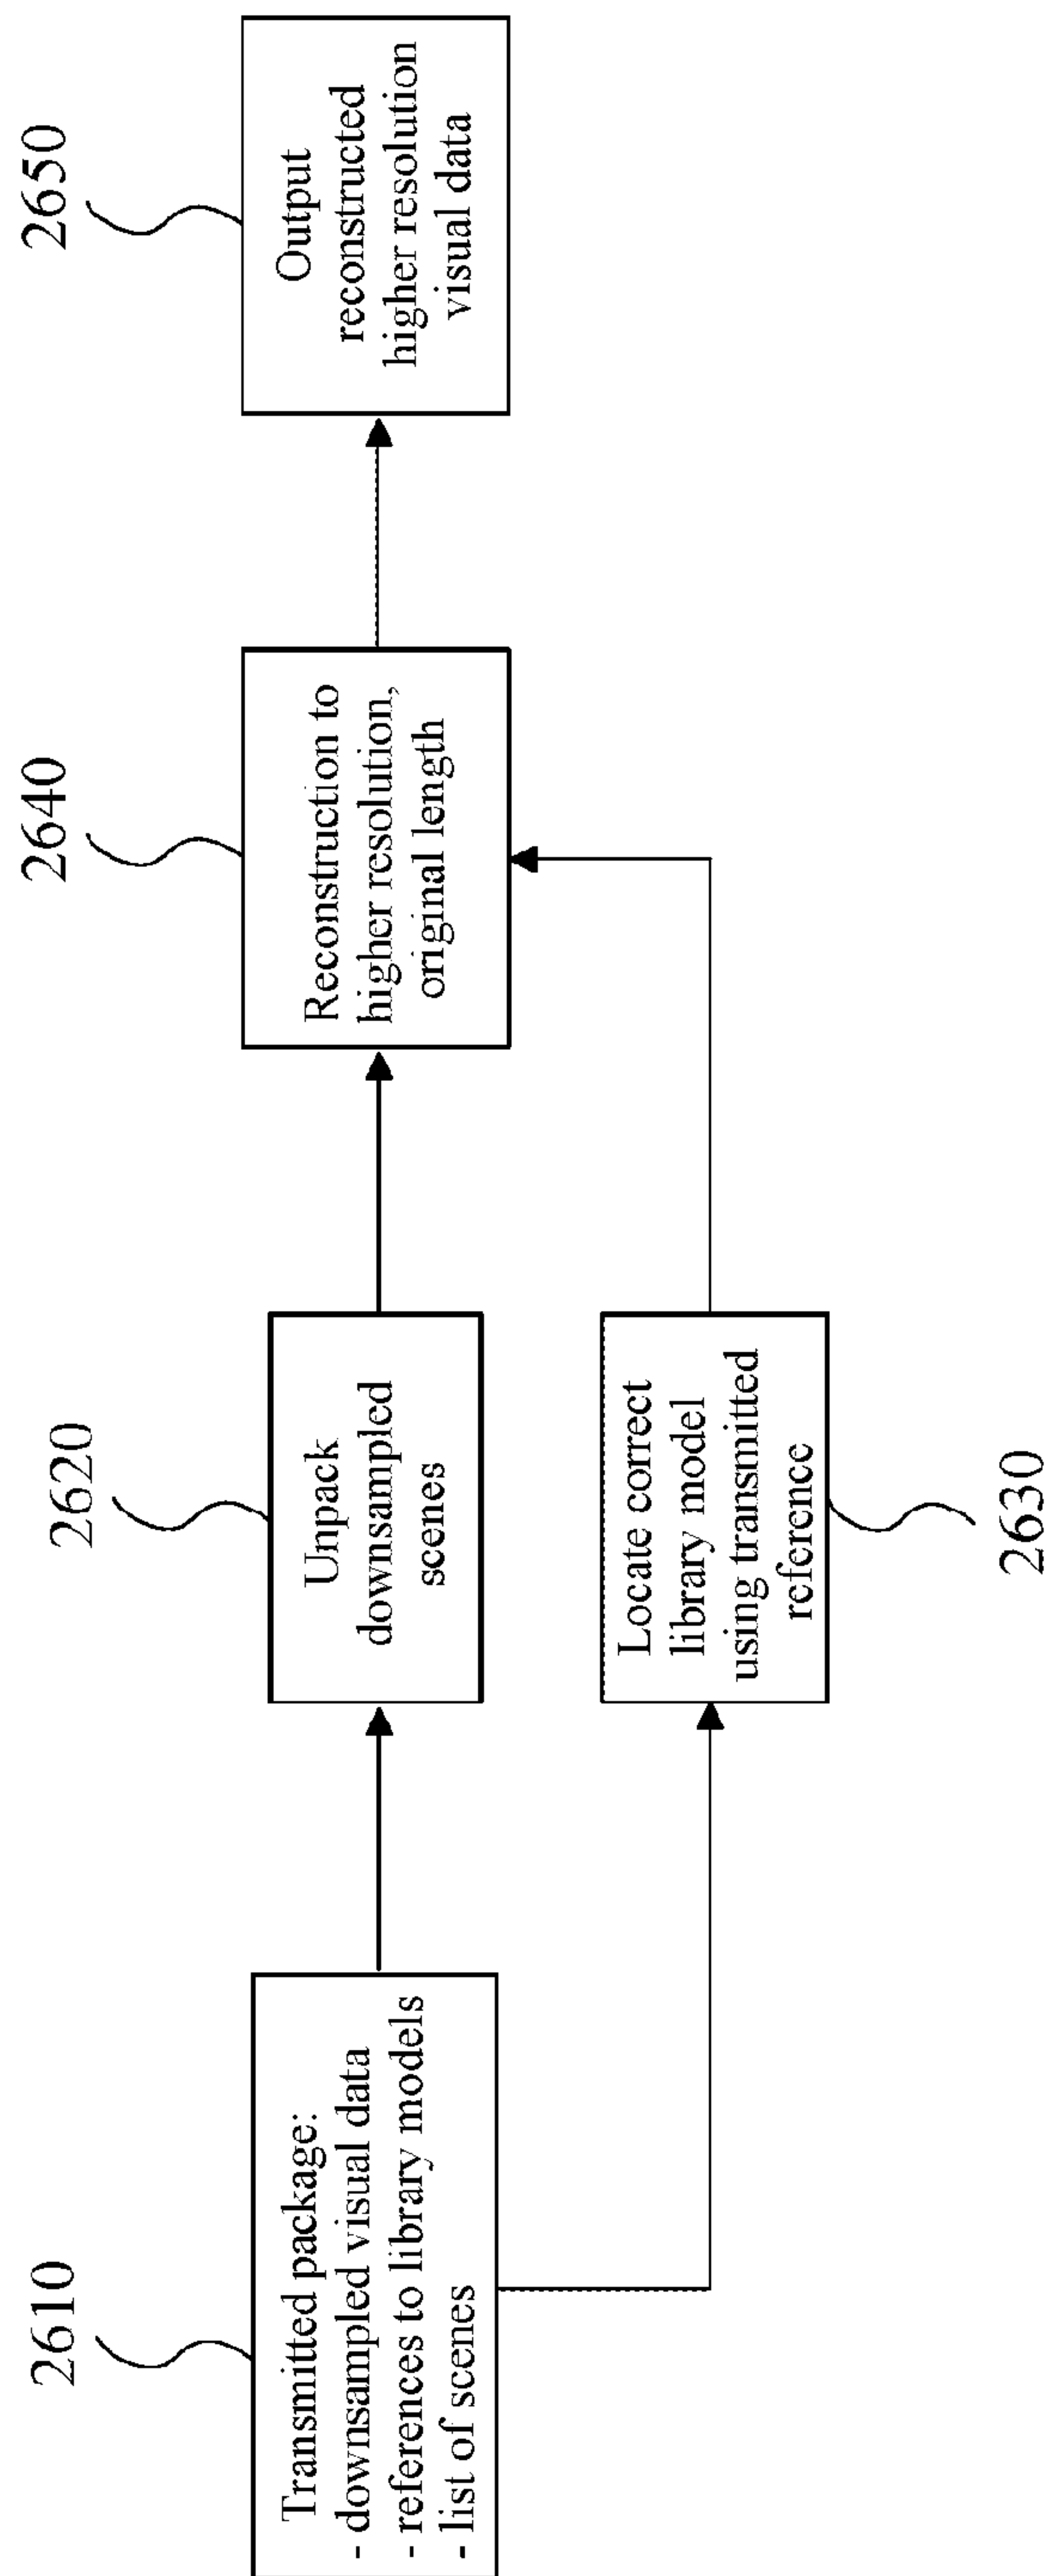 2610
Transmitted package:
- downsampled visual data
- references to library models
- list of scenes
2620
Unpack
downsampled
scenes
Locate correct
library model
using transmitted
reference
2630
2640
Reconstruction to
higher resolution,
original length
2650
Output
reconstructed
higher resolution
visual data